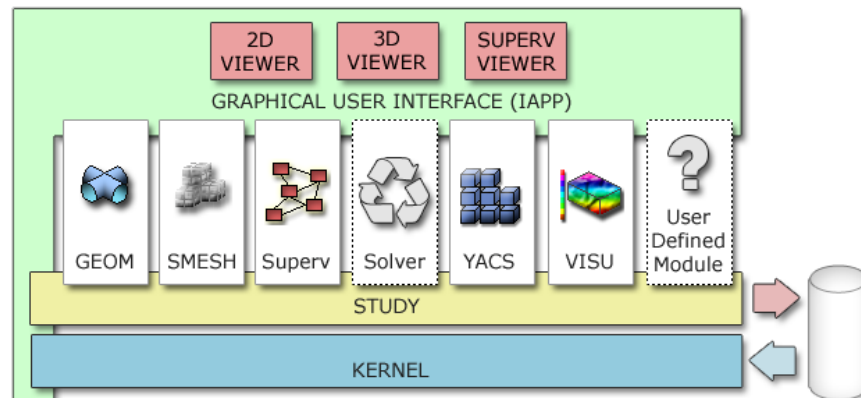 2D
VIEWER
3D
VIEWER
SUPERV
VIEWER
GRAPHICAL USER INTERFACE (IAPP)
GEOM
SMESH
Superv
Solver
YACS
VISU
User
Defined
Module
STUDY
KERNEL